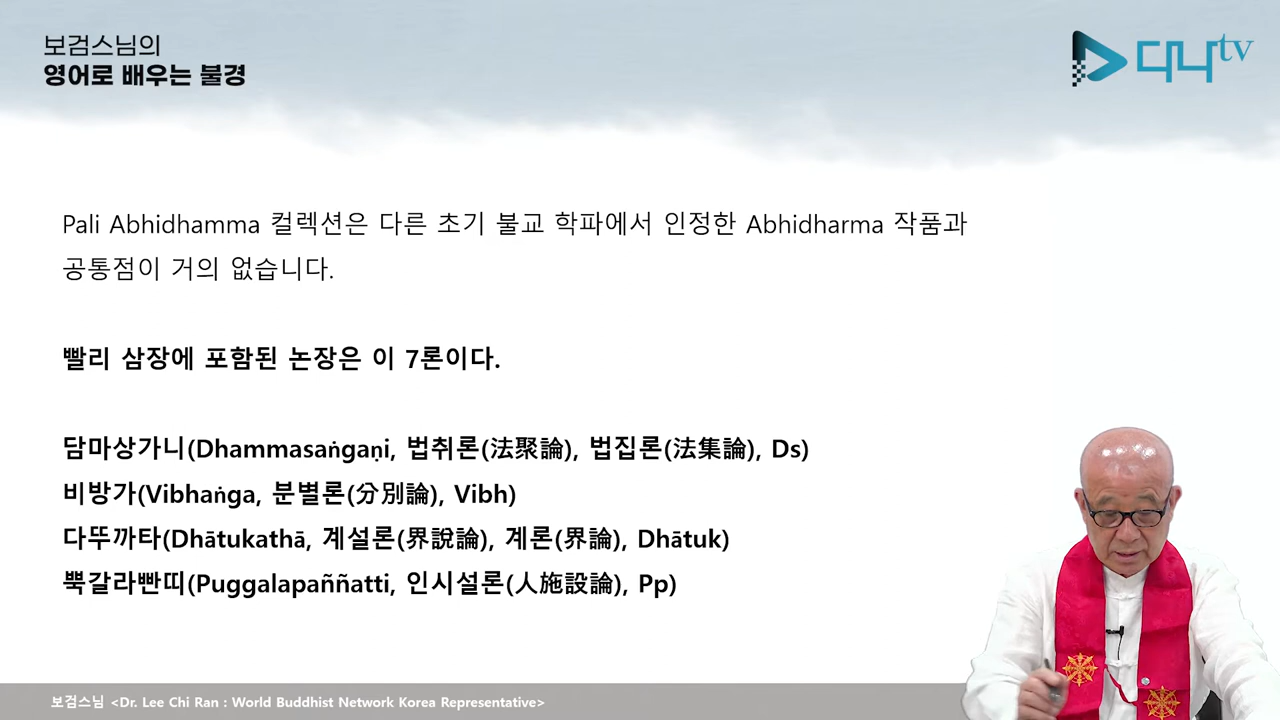 보검스님의
영어로 배우는 불경
다나tv
Pali Abhidhamma 컬렉션은 다른 초기 불교 학파에서 인정한 Abhidharma 작품과
공통점이 거의 없습니다.
빨리 삼장에 포함된 논장은 이 7론이다.
담마상가니(Dhammasaṅgaṇi, 법취론(法聚論), 법집론(法集論), Ds)
비방가(Vibhaṅga, 분별론(分別論), Vibh)
다뚜까타(Dhātukathā, 계설론(界說論), 계론(界論), Dhātuk)
뿍갈라빤띠(Puggalapaññatti, 인시설론(人施設論), Pp)
보검스님 <Dr. Lee Chi Ran : World Buddhist Network Korea Representative>